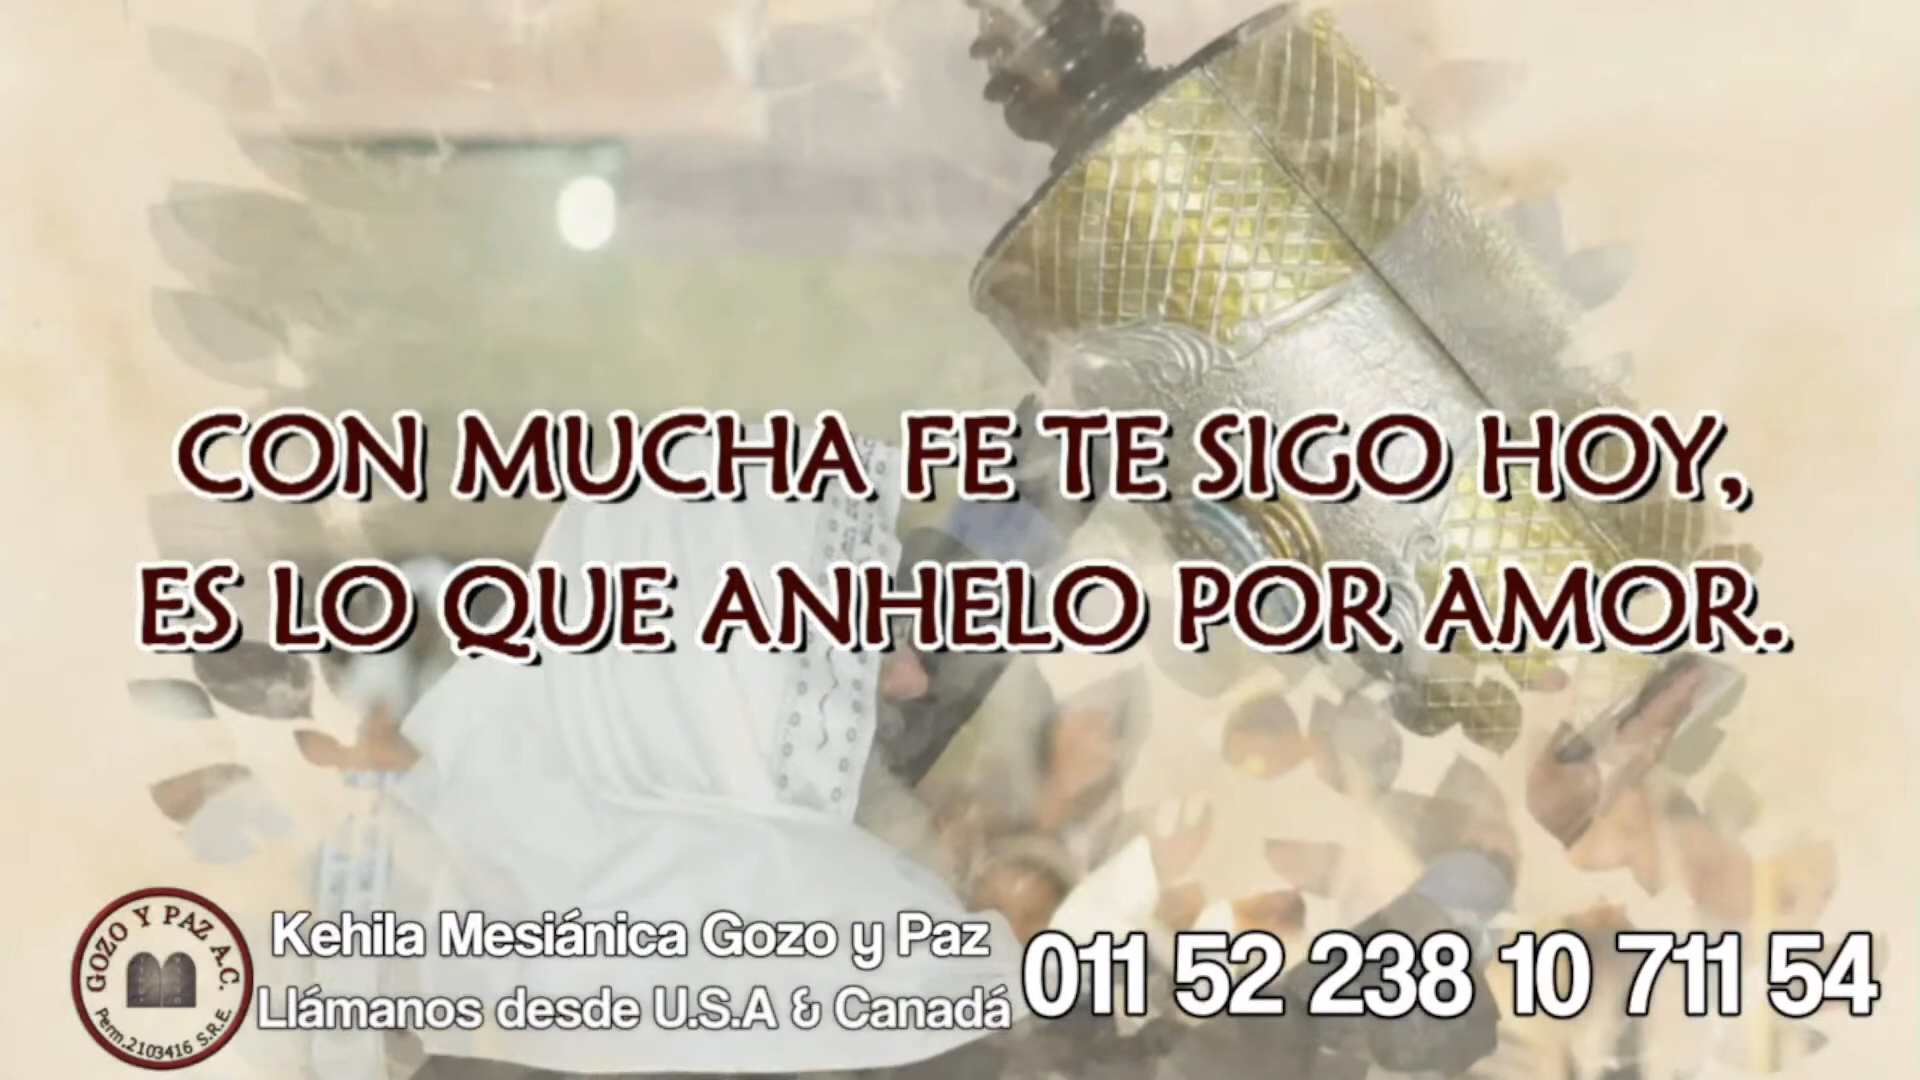 CON MUCHA FE TE SIGO HOY,
ES LO QUE ANHELO POR AMOR.
GOZO Y PAZ A.C.
Perm.2103416 S.R.E.
Kehila Mesiánica Gozo y Paz
Llámanos desde U.S.A & Canadá
011 52 238 10 711 54